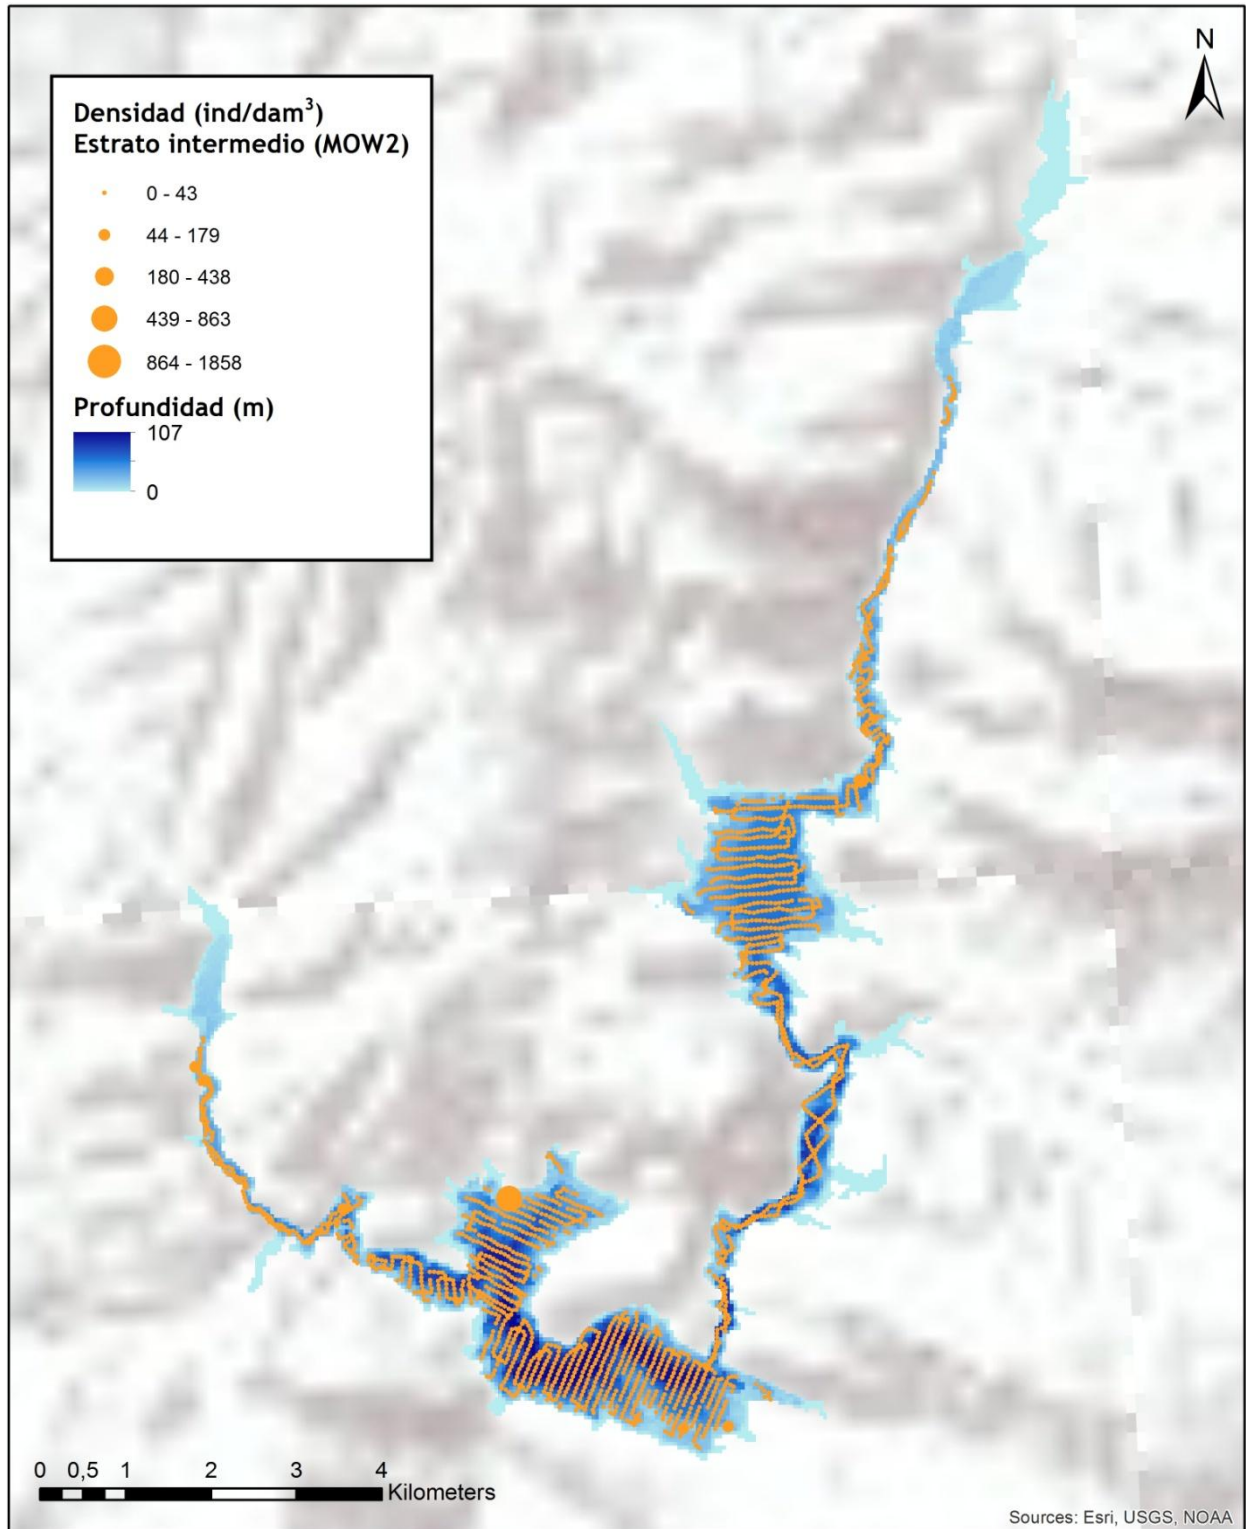 N
Densidad (ind/dam³)
Estrato intermedio (MOW2)
0 - 43
44 - 179
180 - 438
439 - 863
864 - 1858
Profundidad (m)
107
0
0 0,5 1 2 3 4
Kilometers
Sources: Esri, USGS, NOAA